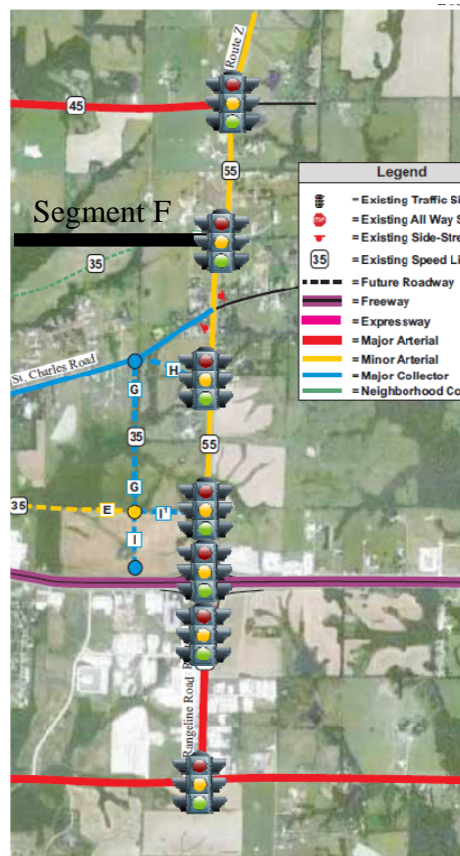 Route Z
45
55
Legend
= Existing Traffic Si
Segment F
= Existing All Way S
= Existing Side-Stre
35
35 = Existing Speed Li
= Future Roadway
= Freeway
= Expressway
= Major Arterial
= Minor Arterial
= Major Collector
= Neighborhood Co
St. Charles Road
H
G
35
55
G
35
E
I¹
I
Rangeline Road